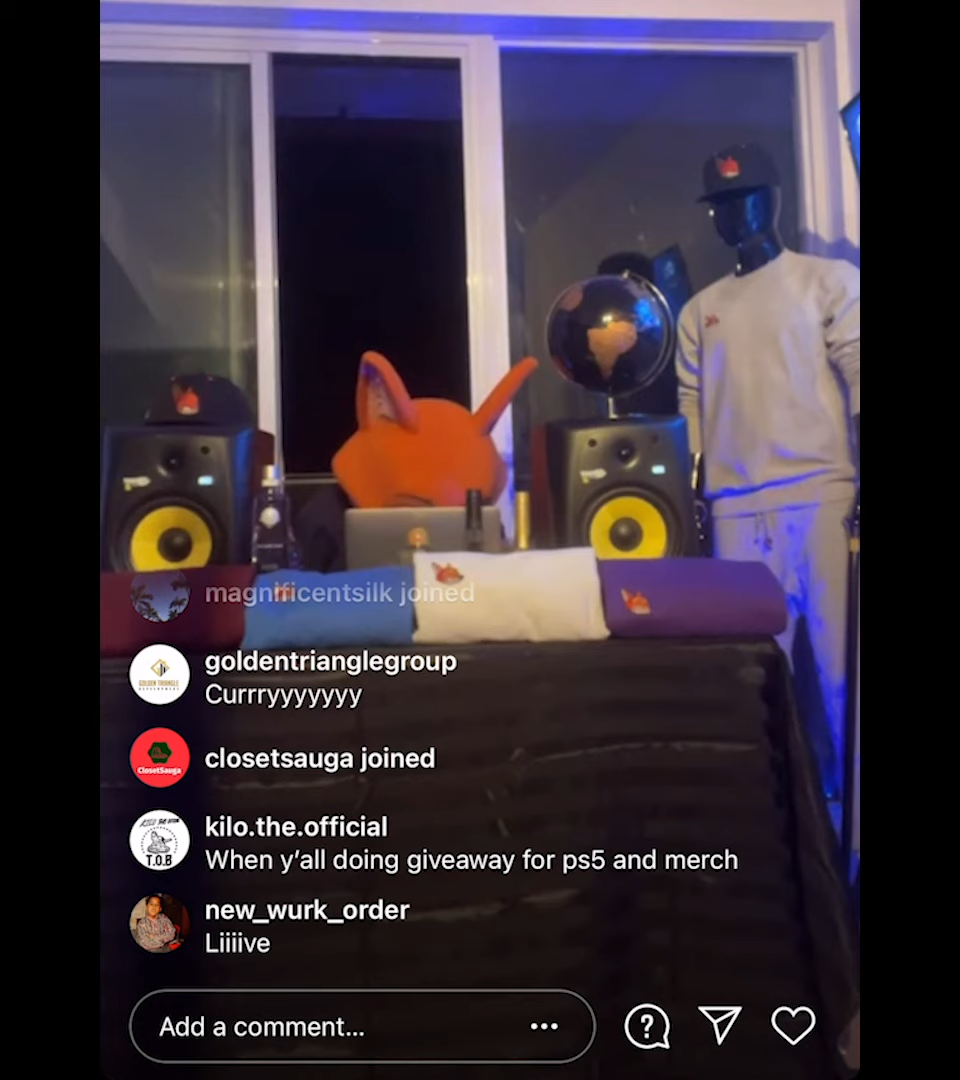 magnificentsilk joined
goldentrianglegroup
Currryyyyyyy
closetsauga joined
ClosetSauga
kilo.the.official
T.O.B
When y’all doing giveaway for ps5 and merch
new_wurk_order
Liiiive
Add a comment...